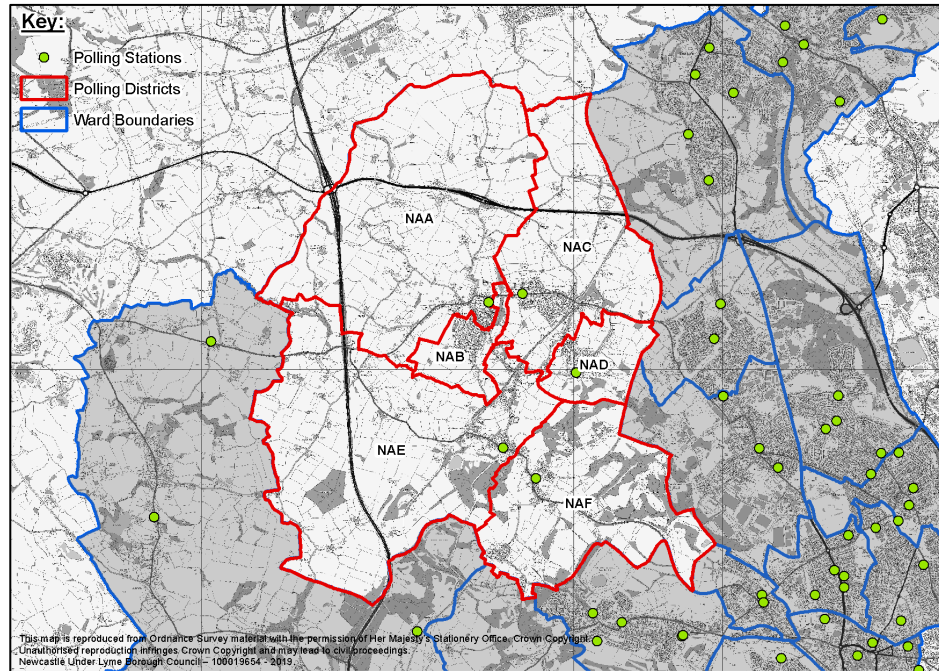 Key:
Polling Stations
Polling Districts
Ward Boundaries
NAA
NAC
NAB
NAD
NAE
NAF
This map is reproduced from Ordnance Survey material with the permission of Her Majesty's Stationery Office. Crown Copyright.
Unauthorised reproduction infringes Crown Copyright and may lead to civil proceedings.
Newcastle Under Lyme Borough Council – 100019654 - 2019.